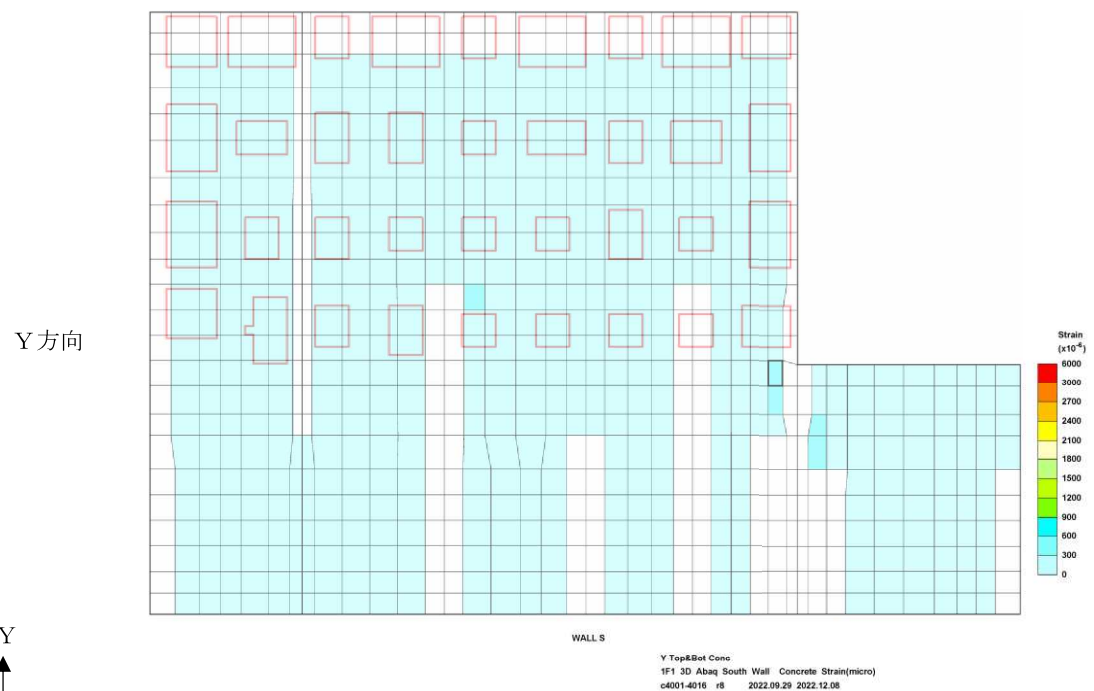 Y方向
Strain
(x10⁻⁶)
6000
3000
2700
2400
2100
1800
1500
1200
900
600
300
0
WALL S
Y
Y Top&Bot Conc
1F1 3D Abaq South Wall Concrete Strain(micro)
c4001-4016 r8 2022.09.29 2022.12.08